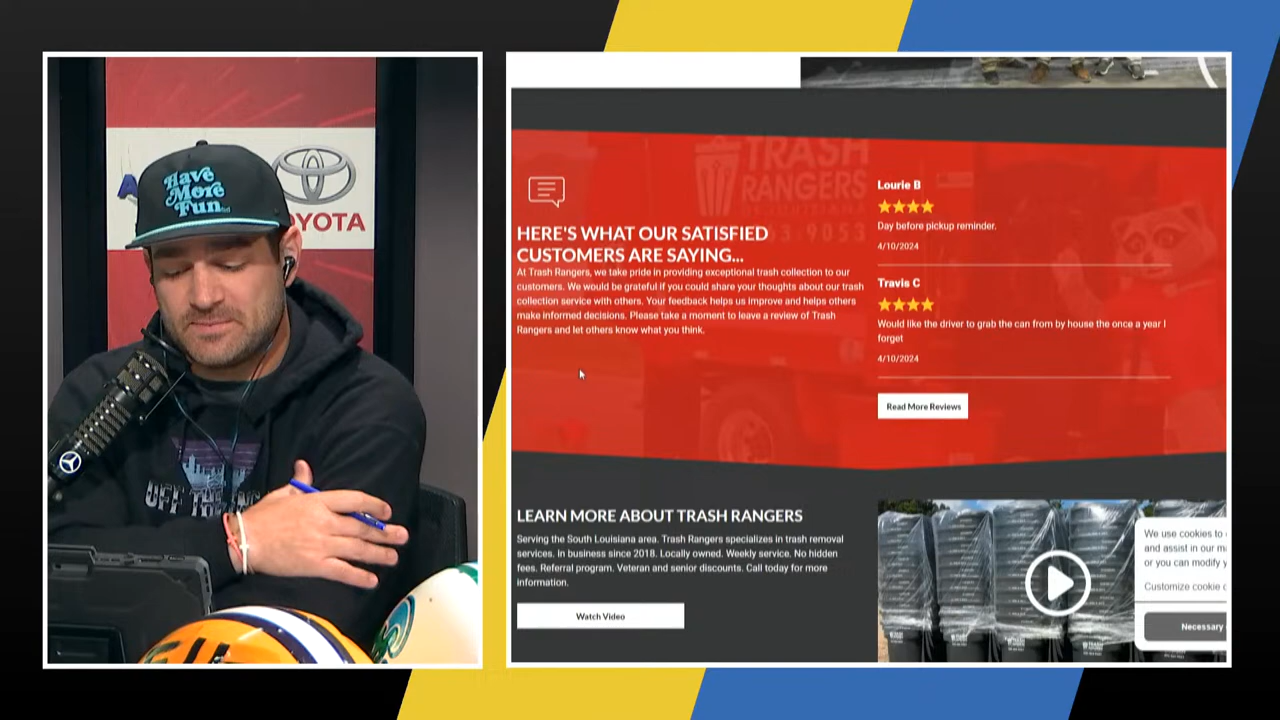 Have
More
Fun
TOYOTA
OFF THE
TRASH
RANGERS
HERE'S WHAT OUR SATISFIED
CUSTOMERS ARE SAYING...
At Trash Rangers, we take pride in providing exceptional trash collection to our
customers. We would be grateful if you could share your thoughts about our trash
collection service with others. Your feedback helps us improve and helps others
make informed decisions. Please take a moment to leave a review of Trash
Rangers and let others know what you think.
Lourie B
Day before pickup reminder.
4/10/2024
Travis C
Would like the driver to grab the can from by house the once a year I
forget
4/10/2024
Read More Reviews
LEARN MORE ABOUT TRASH RANGERS
Serving the South Louisiana area. Trash Rangers specializes in trash removal
services. In business since 2018. Locally owned. Weekly service. No hidden
fees. Referral program. Veteran and senior discounts. Call today for more
information.
Watch Video
We use cookies to
and assist in our m
or you can modify y
Customize cookie
Necessary